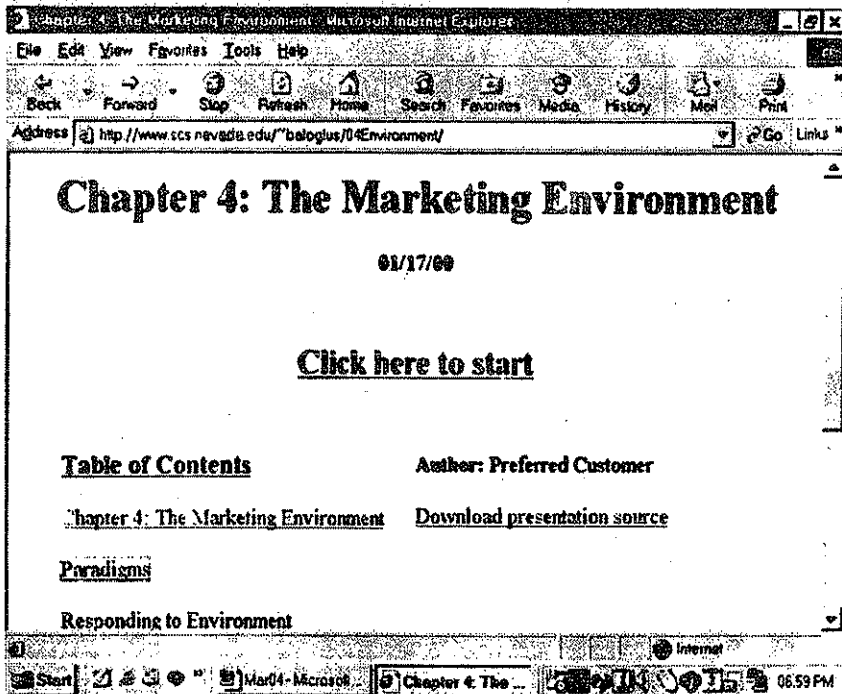 Chapter 4: The Marketing Environment - Microsoft Internet Explorer
File Edit View Favorites Tools Help
Back Forward Stop Refresh Home Search Favorites Media History Mail Print
Address http://www.scs.nevada.edu/~baloglus/04Environment/ Go Links »
Chapter 4: The Marketing Environment
01/17/00
Click here to start
Table of Contents Author: Preferred Customer
Chapter 4: The Marketing Environment Download presentation source
Paradigms
Responding to Environment
Internet
Start Mar04 - Microsoft... Chapter 4: The ... 06:59 PM